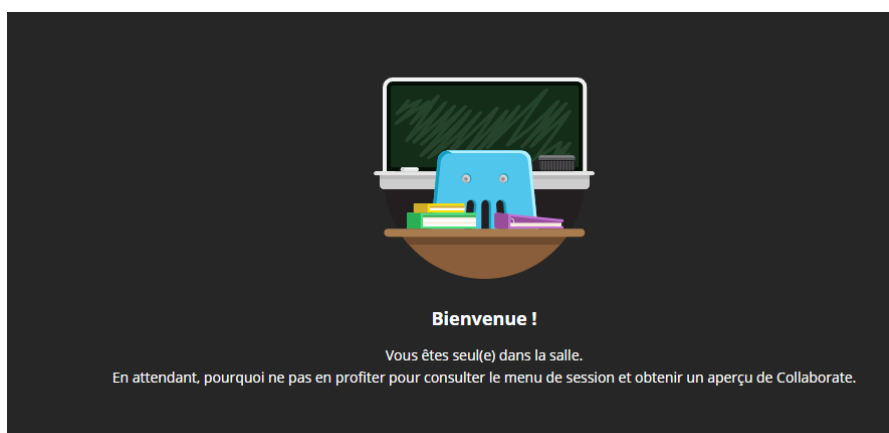 Bienvenue !
Vous êtes seul(e) dans la salle.
En attendant, pourquoi ne pas en profiter pour consulter le menu de session et obtenir un aperçu de Collaborate.